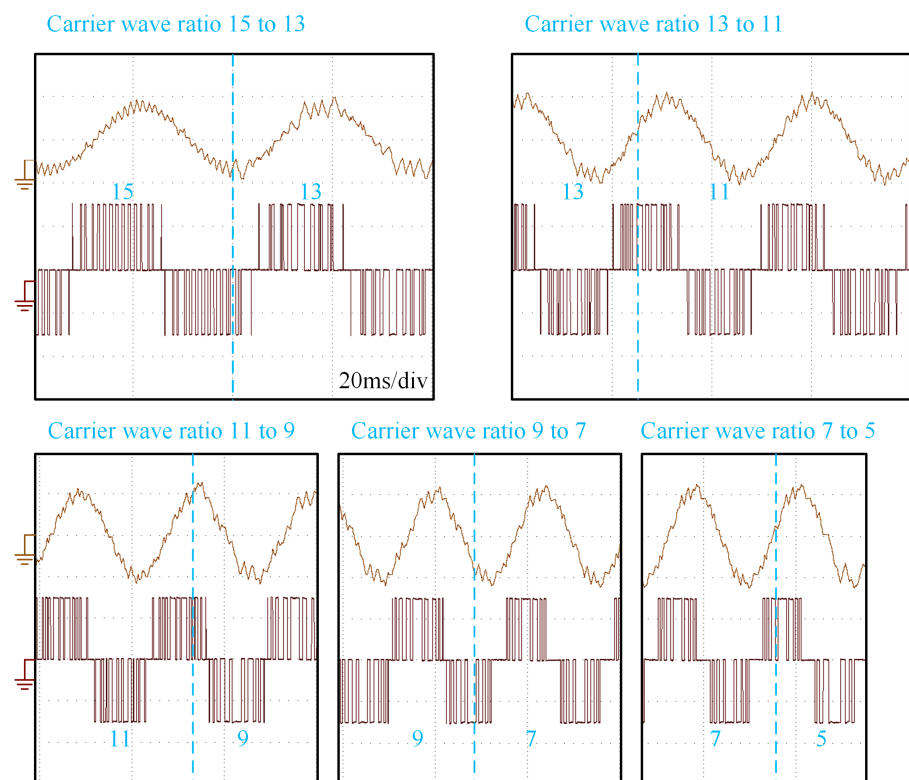 Carrier wave ratio 15 to 13
Carrier wave ratio 13 to 11
15
13
20ms/div
13
11
Carrier wave ratio 11 to 9
Carrier wave ratio 9 to 7
Carrier wave ratio 7 to 5
11
9
9
7
7
5